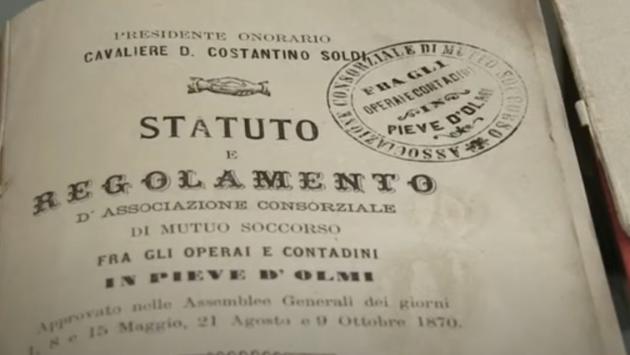 PRESIDENTE ONORARIO
CAVALIERE D. COSTANTINO SOLDI
ASSOCIAZIONE CONSORZIALE DI MUTUO SOCCORSO
FRA GLI
OPERAI E CONTADINI
IN
PIEVE D'OLMI
STATUTO
E
REGOLAMENTO
D'ASSOCIAZIONE CONSORZIALE
DI MUTUO SOCCORSO
FRA GLI OPERAI E CONTADINI
IN PIEVE D'OLMI
Approvato nelle Assemblee Generali dei giorni
1, 8 e 15 Maggio, 21 Agosto e 9 Ottobre 1870.